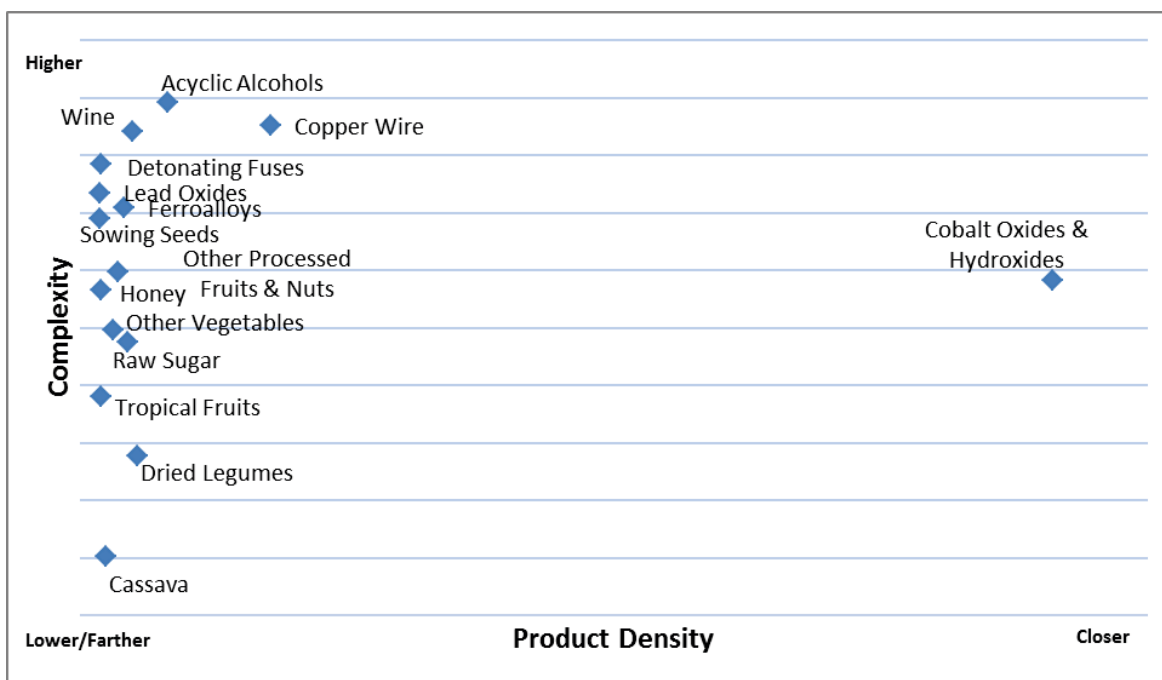 Higher
Acyclic Alcohols
Wine
Copper Wire
Detonating Fuses
Lead Oxides
Ferroalloys
Sowing Seeds
Cobalt Oxides &
Hydroxides
Other Processed
Fruits & Nuts
Honey
Other Vegetables
Raw Sugar
Complexity
Tropical Fruits
Dried Legumes
Cassava
Lower/Farther
Product Density
Closer